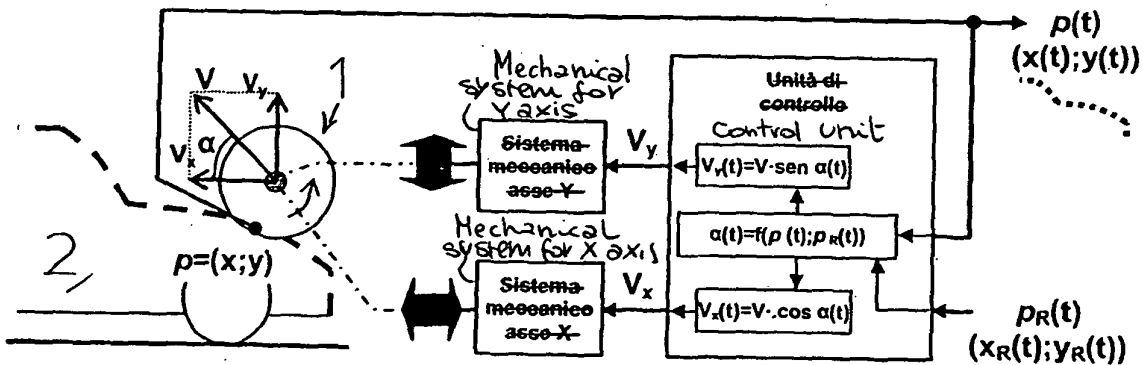 p(t)
(x(t);y(t))
V
Vy
1
α
Vx
2,
p=(x;y)
Mechanical
system for
Y axis
Sistema
meccanico
asse Y
Vy
Unità di
controllo
Control unit
Vy(t)=V·sen α(t)
α(t)=f(p (t);pR(t))
Vx(t)=V·.cos α(t)
Mechanical
system for X axis
Sistema
meccanico
asse X
Vx
pR(t)
(xR(t);yR(t))